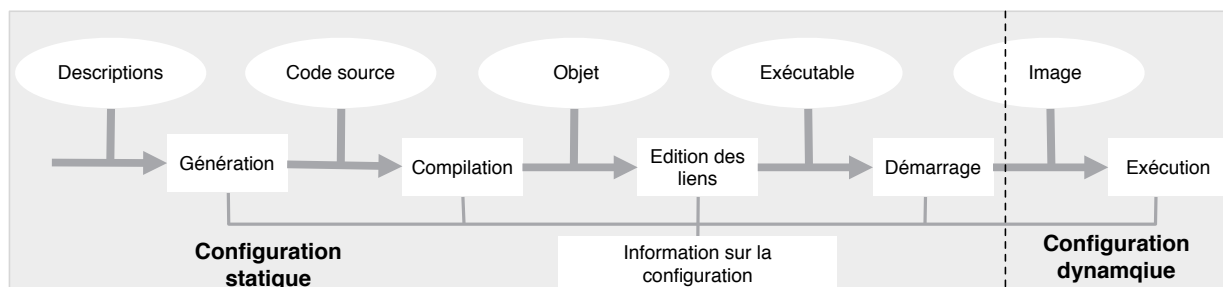 Descriptions
Code source
Objet
Exécutable
Image
Génération
Compilation
Edition des
liens
Démarrage
Exécution
Configuration
statique
Information sur la
configuration
Configuration
dynamqiue